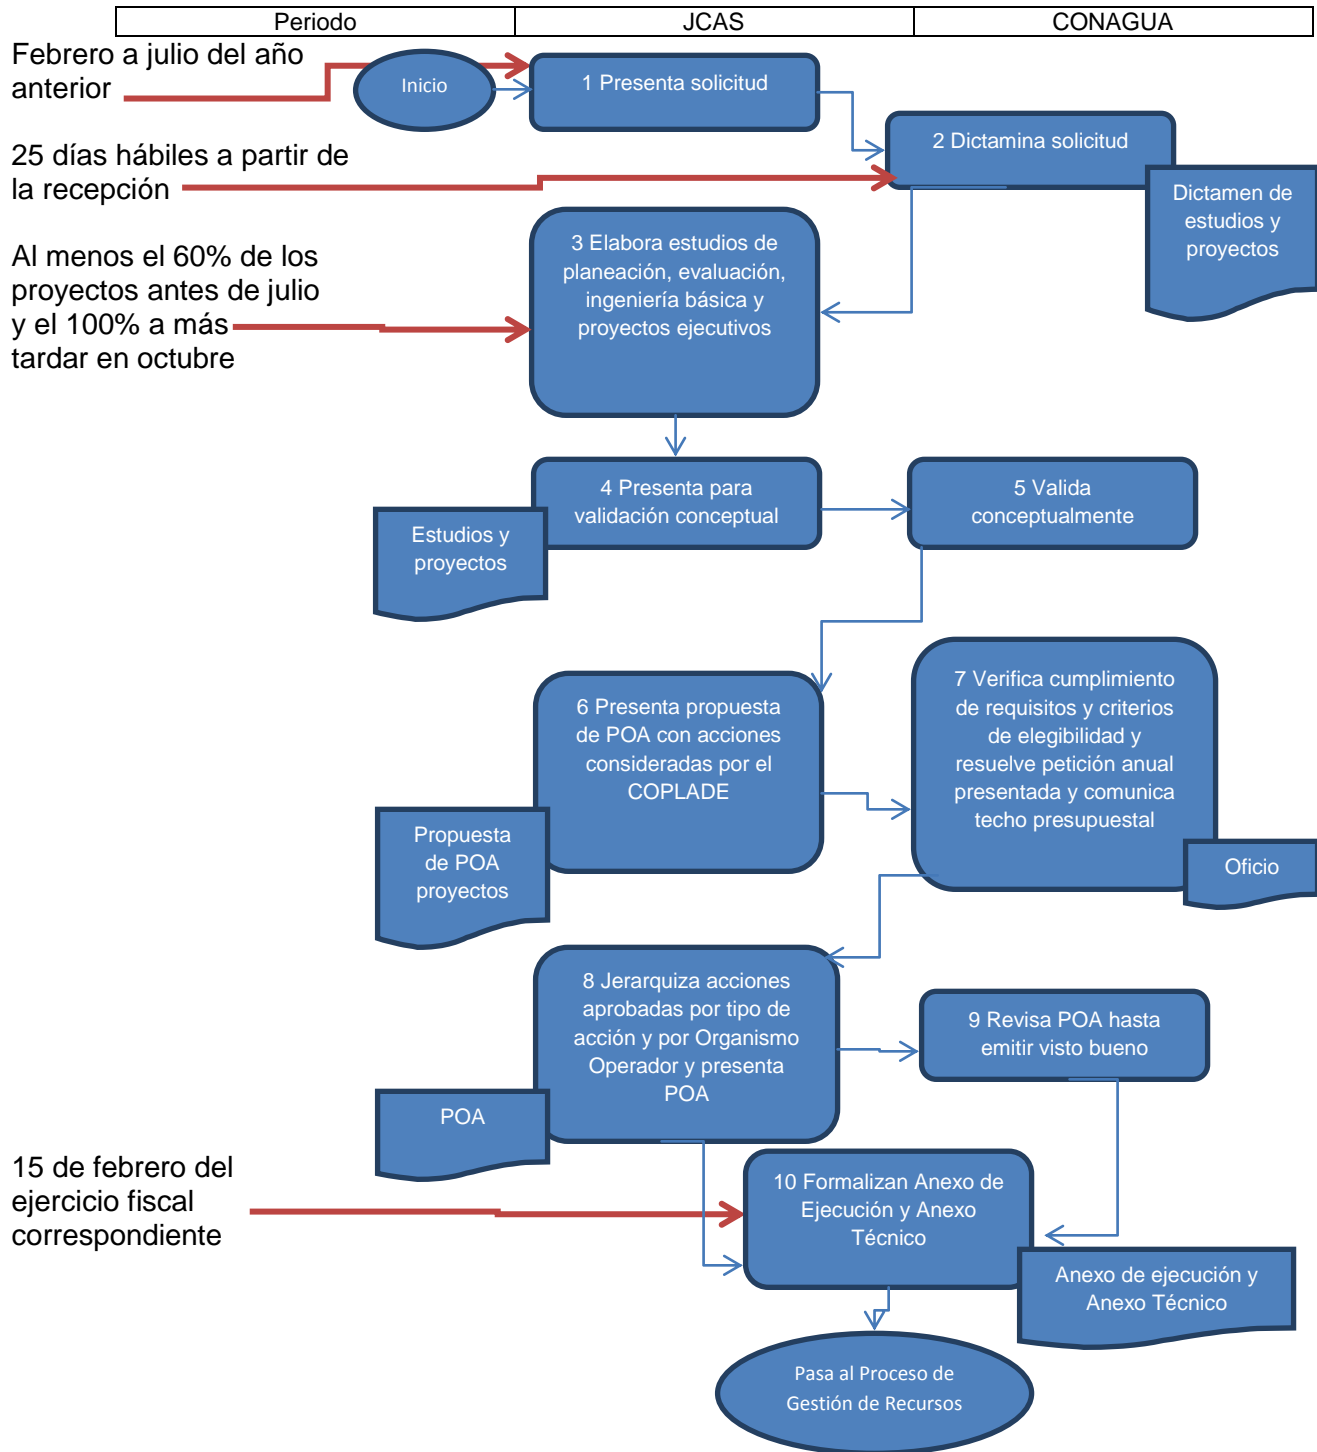 Periodo
JCAS
CONAGUA
Febrero a julio del año
anterior
Inicio
1 Presenta solicitud
25 días hábiles a partir de
la recepción
2 Dictamina solicitud
Dictamen de
estudios y
proyectos
Al menos el 60% de los
proyectos antes de julio
y el 100% a más
tardar en octubre
3 Elabora estudios de
planeación, evaluación,
ingeniería básica y
proyectos ejecutivos
4 Presenta para
validación conceptual
Estudios y
proyectos
5 Valida
conceptualmente
6 Presenta propuesta
de POA con acciones
consideradas por el
COPLADE
Propuesta
de POA
proyectos
7 Verifica cumplimiento
de requisitos y criterios
de elegibilidad y
resuelve petición anual
presentada y comunica
techo presupuestal
Oficio
8 Jerarquiza acciones
aprobadas por tipo de
acción y por Organismo
Operador y presenta
POA
POA
9 Revisa POA hasta
emitir visto bueno
15 de febrero del
ejercicio fiscal
correspondiente
10 Formalizan Anexo de
Ejecución y Anexo
Técnico
Anexo de ejecución y
Anexo Técnico
Pasa al Proceso de
Gestión de Recursos